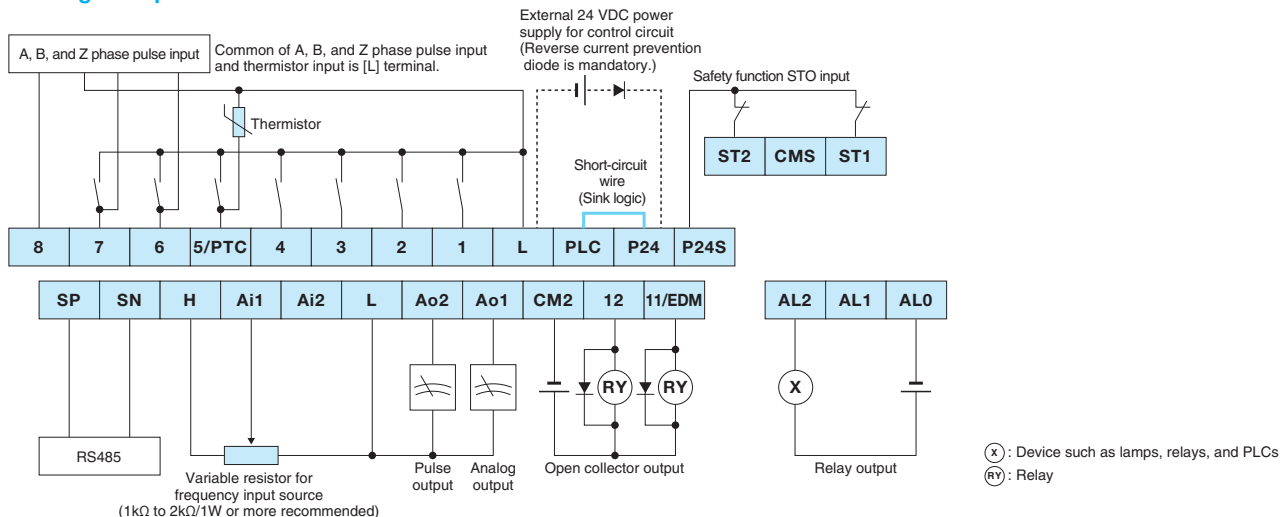 External 24 VDC power
supply for control circuit
(Reverse current prevention
diode is mandatory.)
A, B, and Z phase pulse input
Common of A, B, and Z phase pulse input
and thermistor input is [L] terminal.
Safety function STO input
Thermistor
ST2 CMS ST1
Short-circuit
wire
(Sink logic)
8 7 6 5/PTC 4 3 2 1 L PLC P24 P24S
SP SN H Ai1 Ai2 L Ao2 Ao1 CM2 12 11/EDM
AL2 AL1 AL0
RY RY
X
RS485
Variable resistor for
frequency input source
(1kΩ to 2kΩ/1W or more recommended)
Pulse
output
Analog
output
Open collector output
Relay output
X : Device such as lamps, relays, and PLCs
RY : Relay